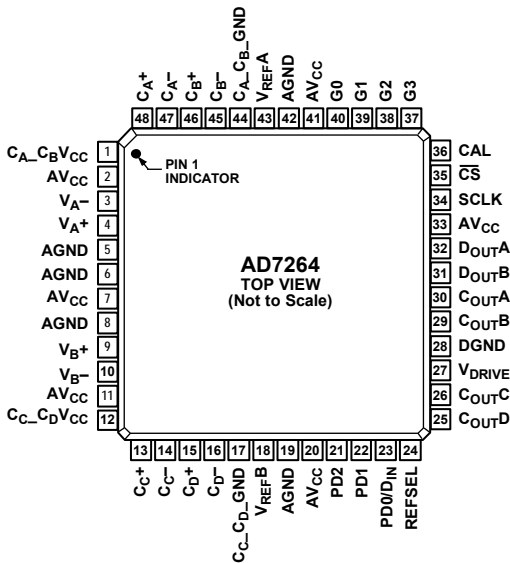 CA+
CA−
CB+
CB−
CA_CB_GND
VREFA
AGND
AVCC
G0
G1
G2
G3
48 47 46 45 44 43 42 41 40 39 38 37
CA_CBVCC 1
AVCC 2
VA− 3
VA+ 4
AGND 5
AGND 6
AVCC 7
AGND 8
VB+ 9
VB− 10
AVCC 11
CC_CDVCC 12
PIN 1
INDICATOR
AD7264
TOP VIEW
(Not to Scale)
36 CAL
35 CS
34 SCLK
33 AVCC
32 DOUTA
31 DOUTB
30 COUTA
29 COUTB
28 DGND
27 VDRIVE
26 COUTC
25 COUTD
13 14 15 16 17 18 19 20 21 22 23 24
CC+
CC−
CD+
CD−
CC_CD_GND
VREFB
AGND
AVCC
PD2
PD1
PD0/DIN
REFSEL